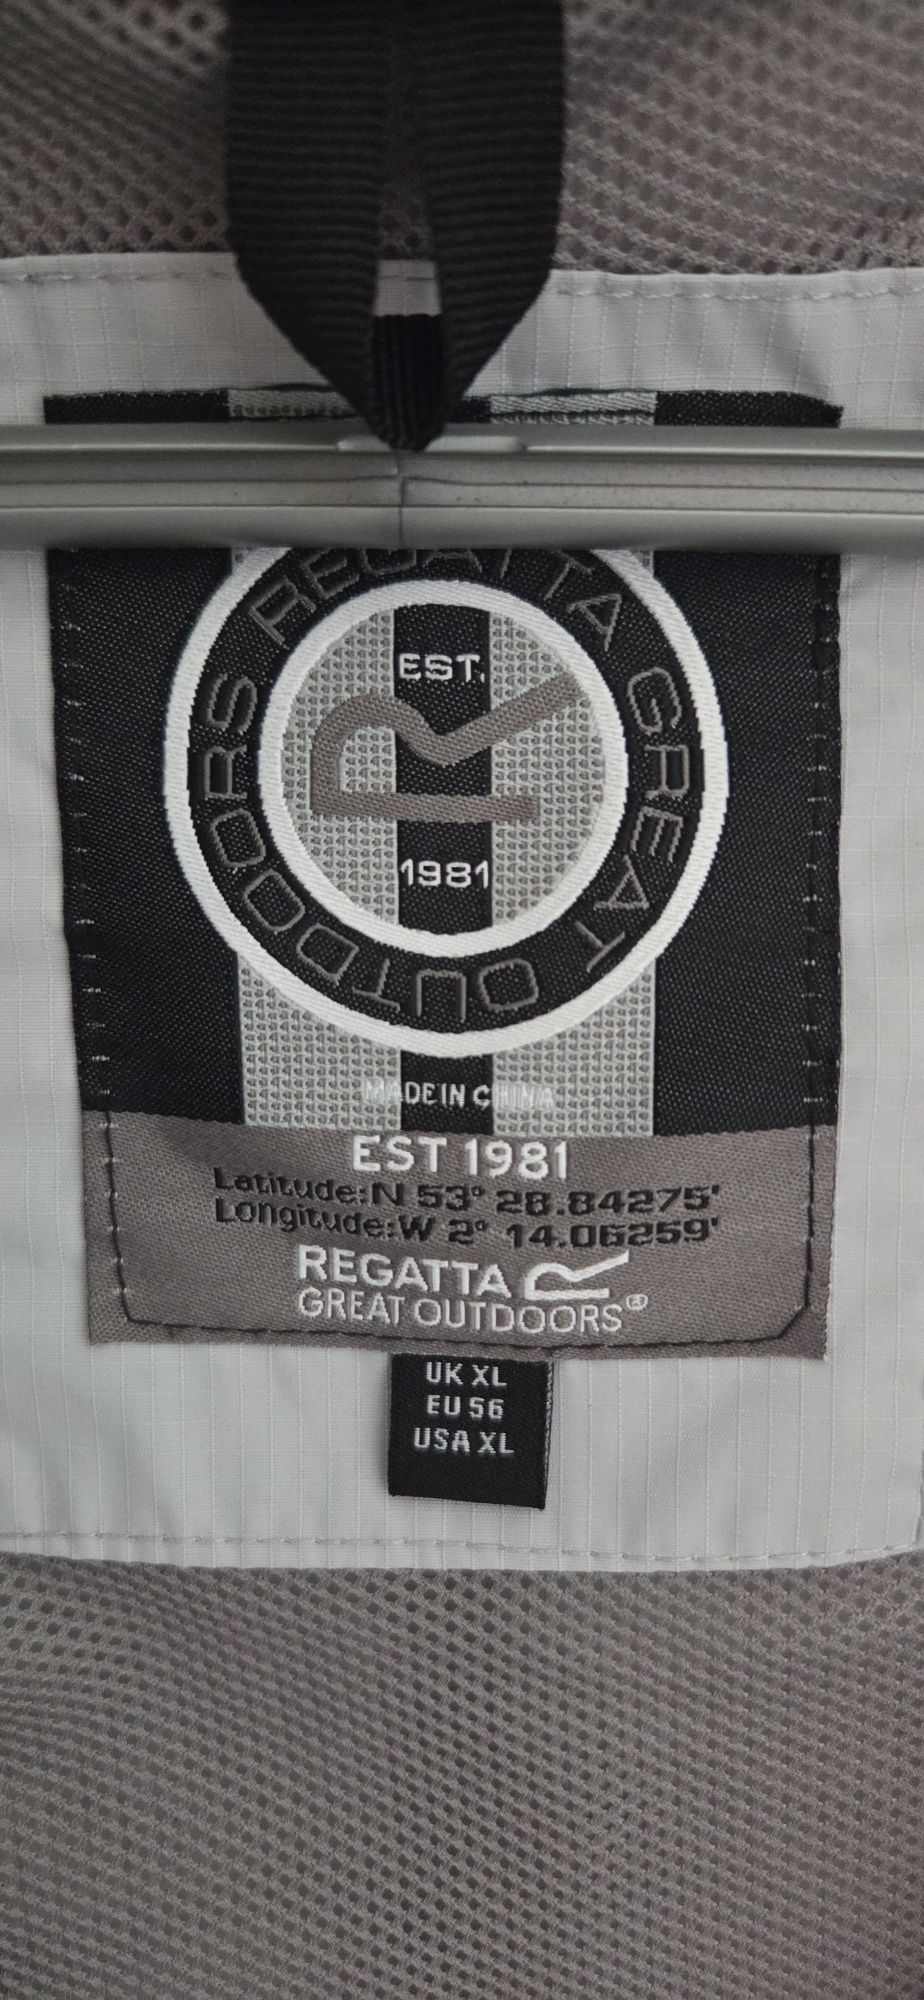 REGATTA GREAT OUTDOORS
EST.
R
1981
MADE IN CHINA
EST 1981
Latitude:N 53° 28.84275'
Longitude:W 2° 14.06259'
REGATTA R
GREAT OUTDOORS®
UK XL
EU 56
USA XL